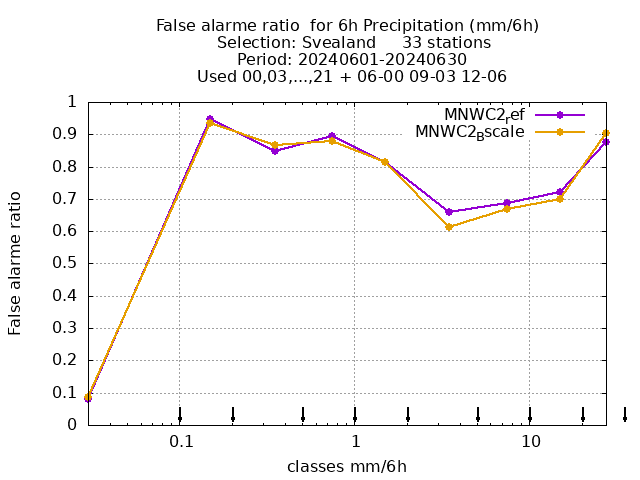 False alarme ratio  for 6h Precipitation (mm/6h)
Selection: Svealand     33 stations
Period: 20240601-20240630
Used 00,03,...,21 + 06-00 09-03 12-06
MNWC2ref
MNWC2Bscale
1
0.9
0.8
0.7
0.6
0.5
0.4
0.3
0.2
0.1
0
False alarme ratio
0.1 1 10
classes mm/6h